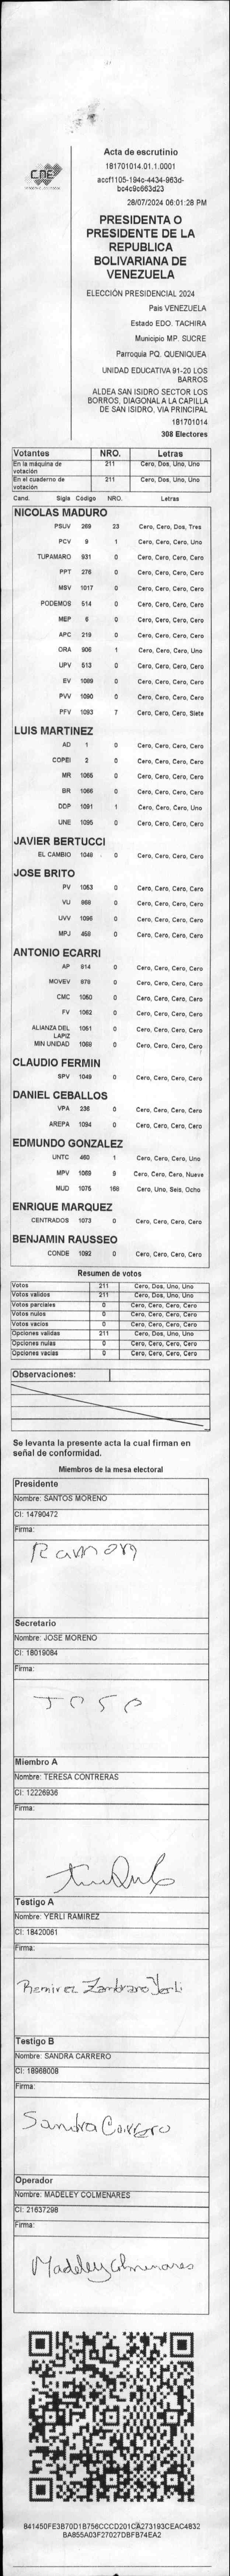 CNE
Acta de escrutinio
181701014.01.1.0001
accf1105-194c-4434-963d-
bc4c9c663d23
28/07/2024 06:01:28 PM
PRESIDENTA O
PRESIDENTE DE LA
REPUBLICA
BOLIVARIANA DE
VENEZUELA
ELECCIÓN PRESIDENCIAL 2024
Pais VENEZUELA
Estado EDO. TACHIRA
Municipio MP. SUCRE
Parroquia PQ. QUENIQUEA
UNIDAD EDUCATIVA 91-20 LOS
BARROS
ALDEA SAN ISIDRO SECTOR LOS
BORROS, DIAGONAL A LA CAPILLA
DE SAN ISIDRO, VIA PRINCIPAL
181701014
308 Electores
Votantes NRO. Letras
En la máquina de votación 211 Cero, Dos, Uno, Uno
En el cuaderno de votación 211 Cero, Dos, Uno, Uno
Cand. Sigla Código NRO. Letras
NICOLAS MADURO
PSUV 269 23 Cero, Cero, Dos, Tres
PCV 9 1 Cero, Cero, Cero, Uno
TUPAMARO 931 0 Cero, Cero, Cero, Cero
PPT 276 0 Cero, Cero, Cero, Cero
MSV 1017 0 Cero, Cero, Cero, Cero
PODEMOS 514 0 Cero, Cero, Cero, Cero
MEP 6 0 Cero, Cero, Cero, Cero
APC 219 0 Cero, Cero, Cero, Cero
ORA 906 1 Cero, Cero, Cero, Uno
UPV 513 0 Cero, Cero, Cero, Cero
EV 1089 0 Cero, Cero, Cero, Cero
PVV 1090 0 Cero, Cero, Cero, Cero
PFV 1093 7 Cero, Cero, Cero, Siete
LUIS MARTINEZ
AD 1 0 Cero, Cero, Cero, Cero
COPEI 2 0 Cero, Cero, Cero, Cero
MR 1065 0 Cero, Cero, Cero, Cero
BR 1066 0 Cero, Cero, Cero, Cero
DDP 1091 1 Cero, Cero, Cero, Uno
UNE 1095 0 Cero, Cero, Cero, Cero
JAVIER BERTUCCI
EL CAMBIO 1048 0 Cero, Cero, Cero, Cero
JOSE BRITO
PV 1053 0 Cero, Cero, Cero, Cero
VU 868 0 Cero, Cero, Cero, Cero
UVV 1096 0 Cero, Cero, Cero, Cero
MPJ 458 0 Cero, Cero, Cero, Cero
ANTONIO ECARRI
AP 814 0 Cero, Cero, Cero, Cero
MOVEV 878 0 Cero, Cero, Cero, Cero
CMC 1060 0 Cero, Cero, Cero, Cero
FV 1062 0 Cero, Cero, Cero, Cero
ALIANZA DEL LAPIZ 1051 0 Cero, Cero, Cero, Cero
MIN UNIDAD 1069 0 Cero, Cero, Cero, Cero
CLAUDIO FERMIN
SPV 1049 0 Cero, Cero, Cero, Cero
DANIEL CEBALLOS
VPA 236 0 Cero, Cero, Cero, Cero
AREPA 1094 0 Cero, Cero, Cero, Cero
EDMUNDO GONZALEZ
UNTC 460 1 Cero, Cero, Cero, Uno
MPV 1069 9 Cero, Cero, Cero, Nueve
MUD 1075 168 Cero, Uno, Seis, Ocho
ENRIQUE MARQUEZ
CENTRADOS 1073 0 Cero, Cero, Cero, Cero
BENJAMIN RAUSSEO
CONDE 1092 0 Cero, Cero, Cero, Cero
Resumen de votos
Votos 211 Cero, Dos, Uno, Uno
Votos validos 211 Cero, Dos, Uno, Uno
Votos parciales 0 Cero, Cero, Cero, Cero
Votos nulos 0 Cero, Cero, Cero, Cero
Votos vacios 0 Cero, Cero, Cero, Cero
Opciones validas 211 Cero, Dos, Uno, Uno
Opciones nulas 0 Cero, Cero, Cero, Cero
Opciones vacias 0 Cero, Cero, Cero, Cero
Observaciones:
Se levanta la presente acta la cual firman en
señal de conformidad.
Miembros de la mesa electoral
Presidente
Nombre: SANTOS MORENO
CI: 14790472
Firma:
Ramon
Secretario
Nombre: JOSE MORENO
CI: 18019084
Firma:
JOSE
Miembro A
Nombre: TERESA CONTRERAS
CI: 12226936
Firma:
Testigo A
Nombre: YERLI RAMIREZ
CI: 18420061
Firma:
Ramirez Zambrano Yerli
Testigo B
Nombre: SANDRA CARRERO
CI: 18968008
Firma:
Sandra Carrero
Operador
Nombre: MADELEY COLMENARES
CI: 21637298
Firma:
Madeley Colmenares
841450FE3B70D1B756CCCD201CA273193CEAC4832
BA855A03F27027DBFB74EA2